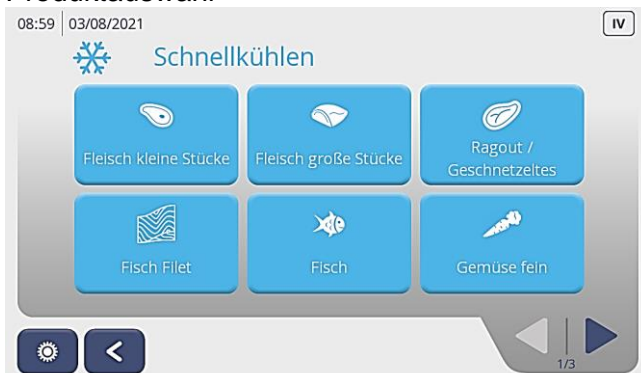 Produktauswahl
08:59 03/08/2021
IV
Schnellkühlen
Fleisch kleine Stücke
Fleisch große Stücke
Ragout /
Geschnetzeltes
Fisch Filet
Fisch
Gemüse fein
1/3